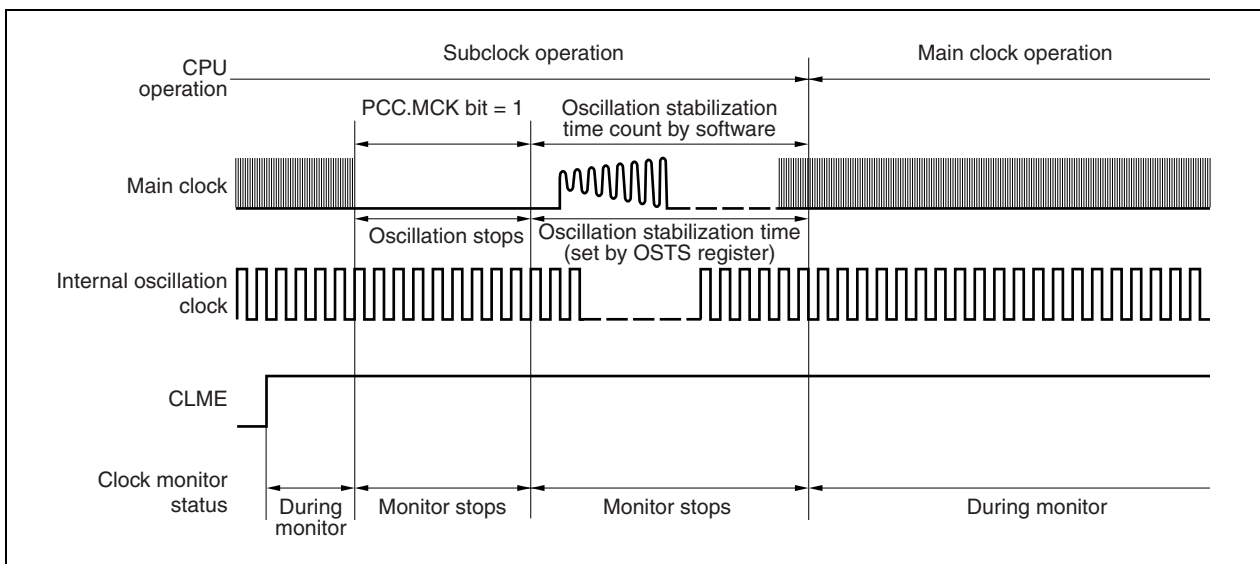 Subclock operation
Main clock operation
CPU
operation
PCC.MCK bit = 1
Oscillation stabilization
time count by software
Main clock
Oscillation stops
Oscillation stabilization time
(set by OSTS register)
Internal oscillation
clock
CLME
Clock monitor
status
During
monitor
Monitor stops
Monitor stops
During monitor